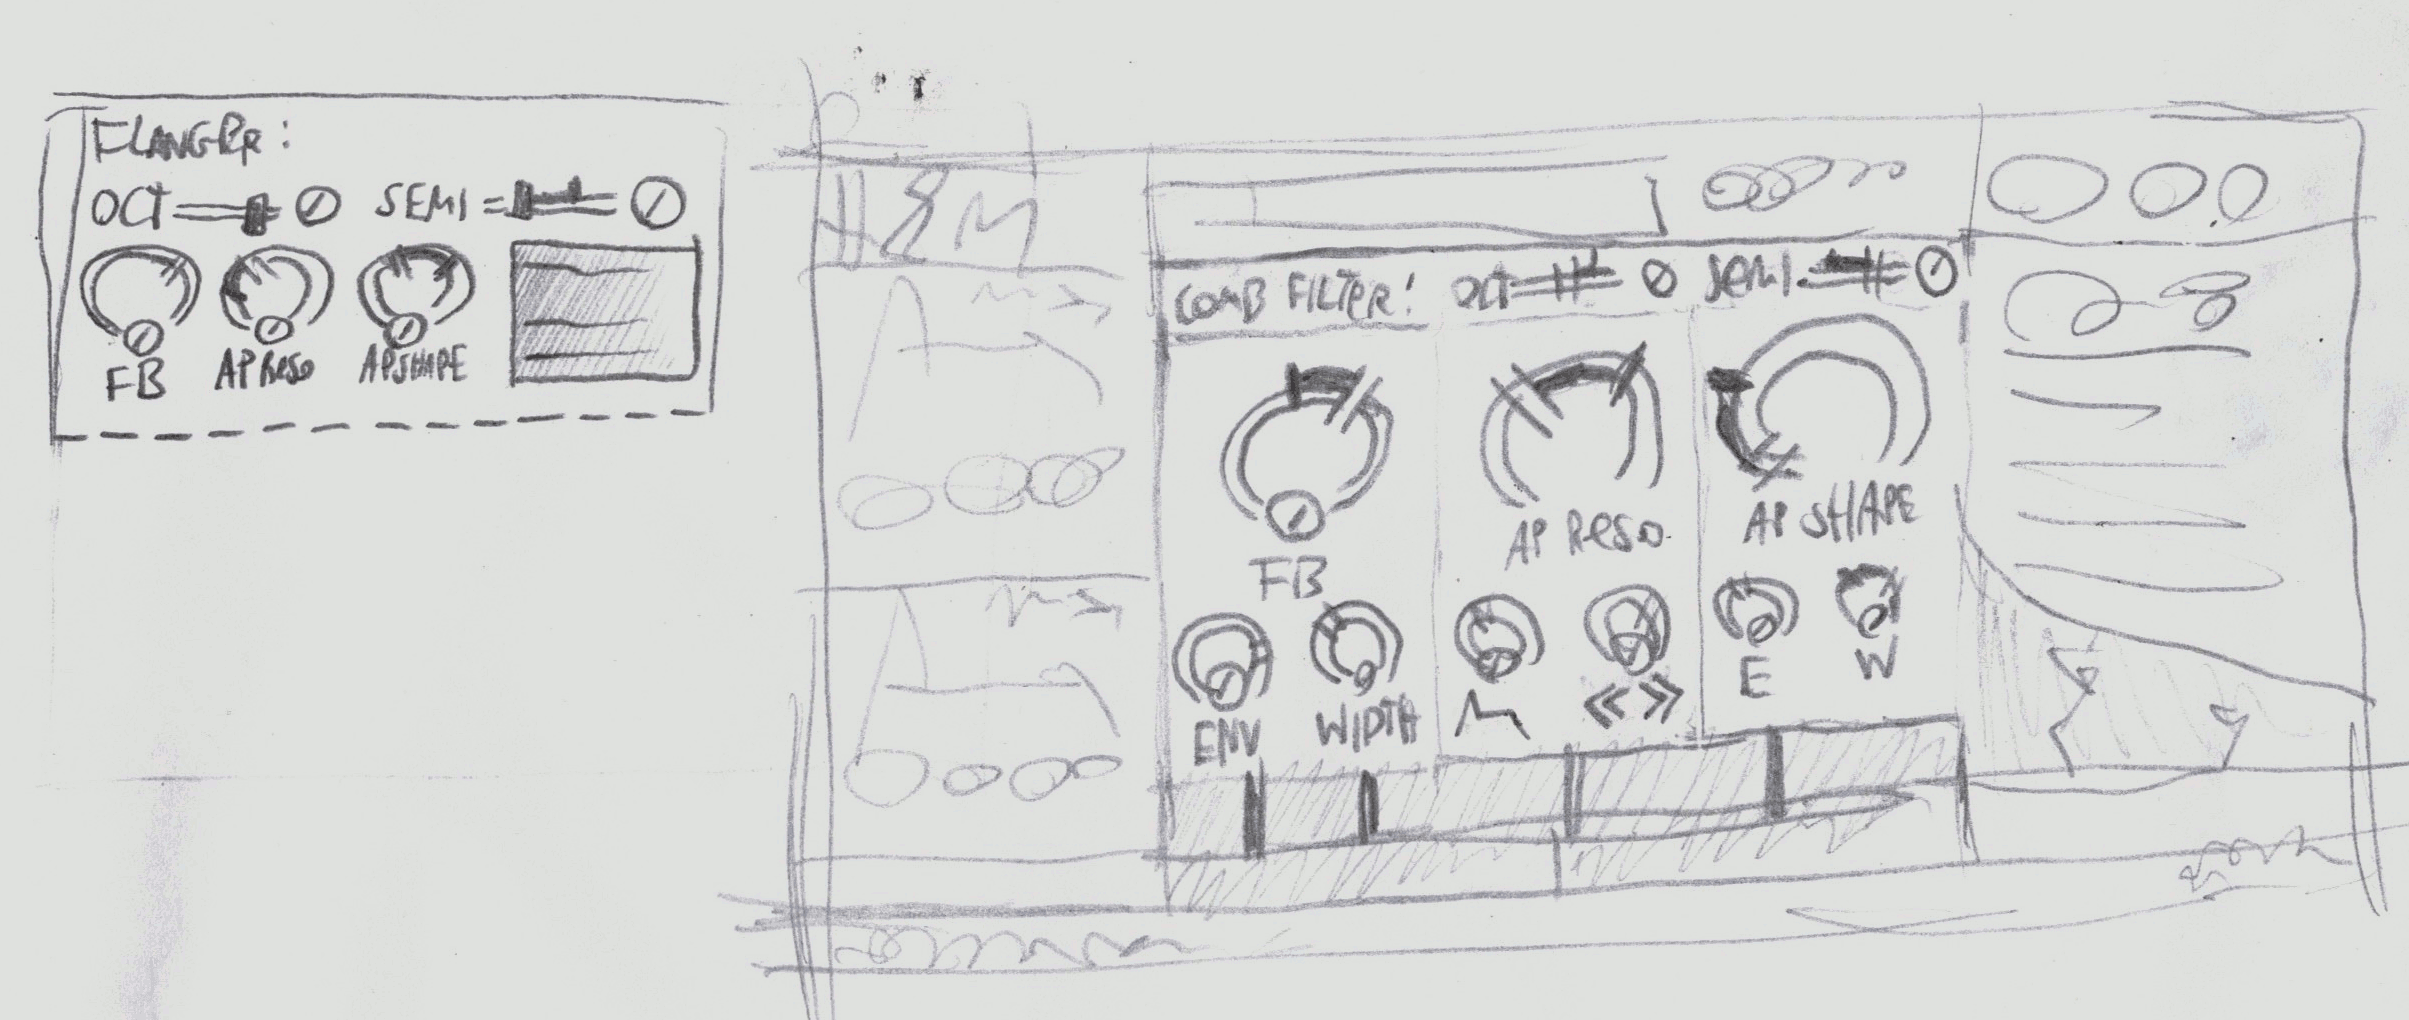 FLANGER:
OCT SEMI
FB AP Reso AP SHAPE
COMB FILTER: OCT SEMI
FB AP Reso AP SHAPE
ENV WIDTH E W